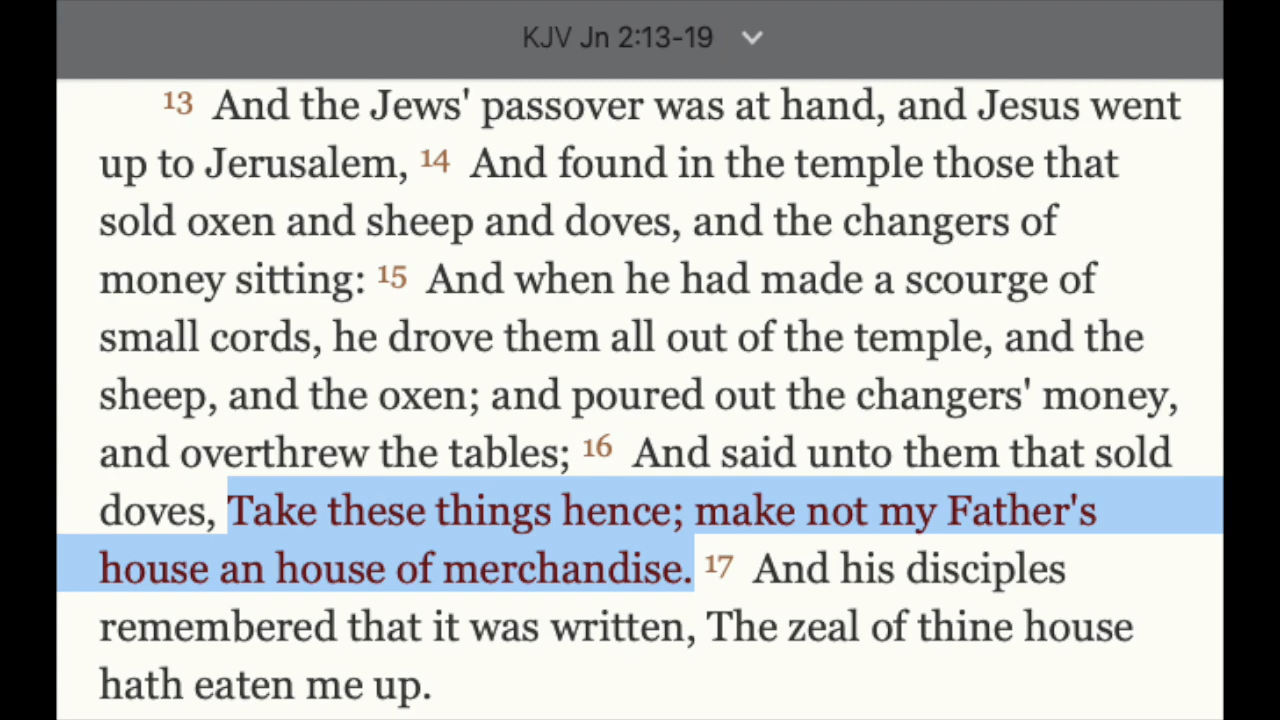 KJV Jn 2:13-19
13 And the Jews' passover was at hand, and Jesus went
up to Jerusalem, 14 And found in the temple those that
sold oxen and sheep and doves, and the changers of
money sitting: 15 And when he had made a scourge of
small cords, he drove them all out of the temple, and the
sheep, and the oxen; and poured out the changers' money,
and overthrew the tables; 16 And said unto them that sold
doves, Take these things hence; make not my Father's
house an house of merchandise. 17 And his disciples
remembered that it was written, The zeal of thine house
hath eaten me up.